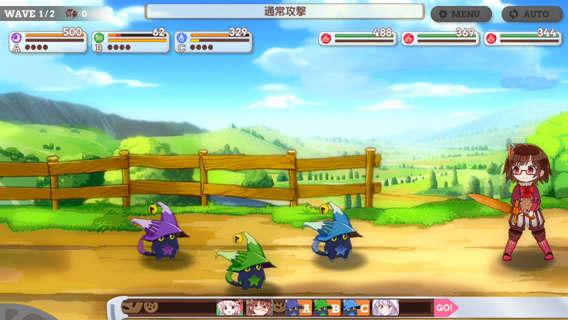 WAVE 1/2 0
通常攻撃
MENU
AUTO
500
A
62
B
329
C
488
369
344
A B C
GO!